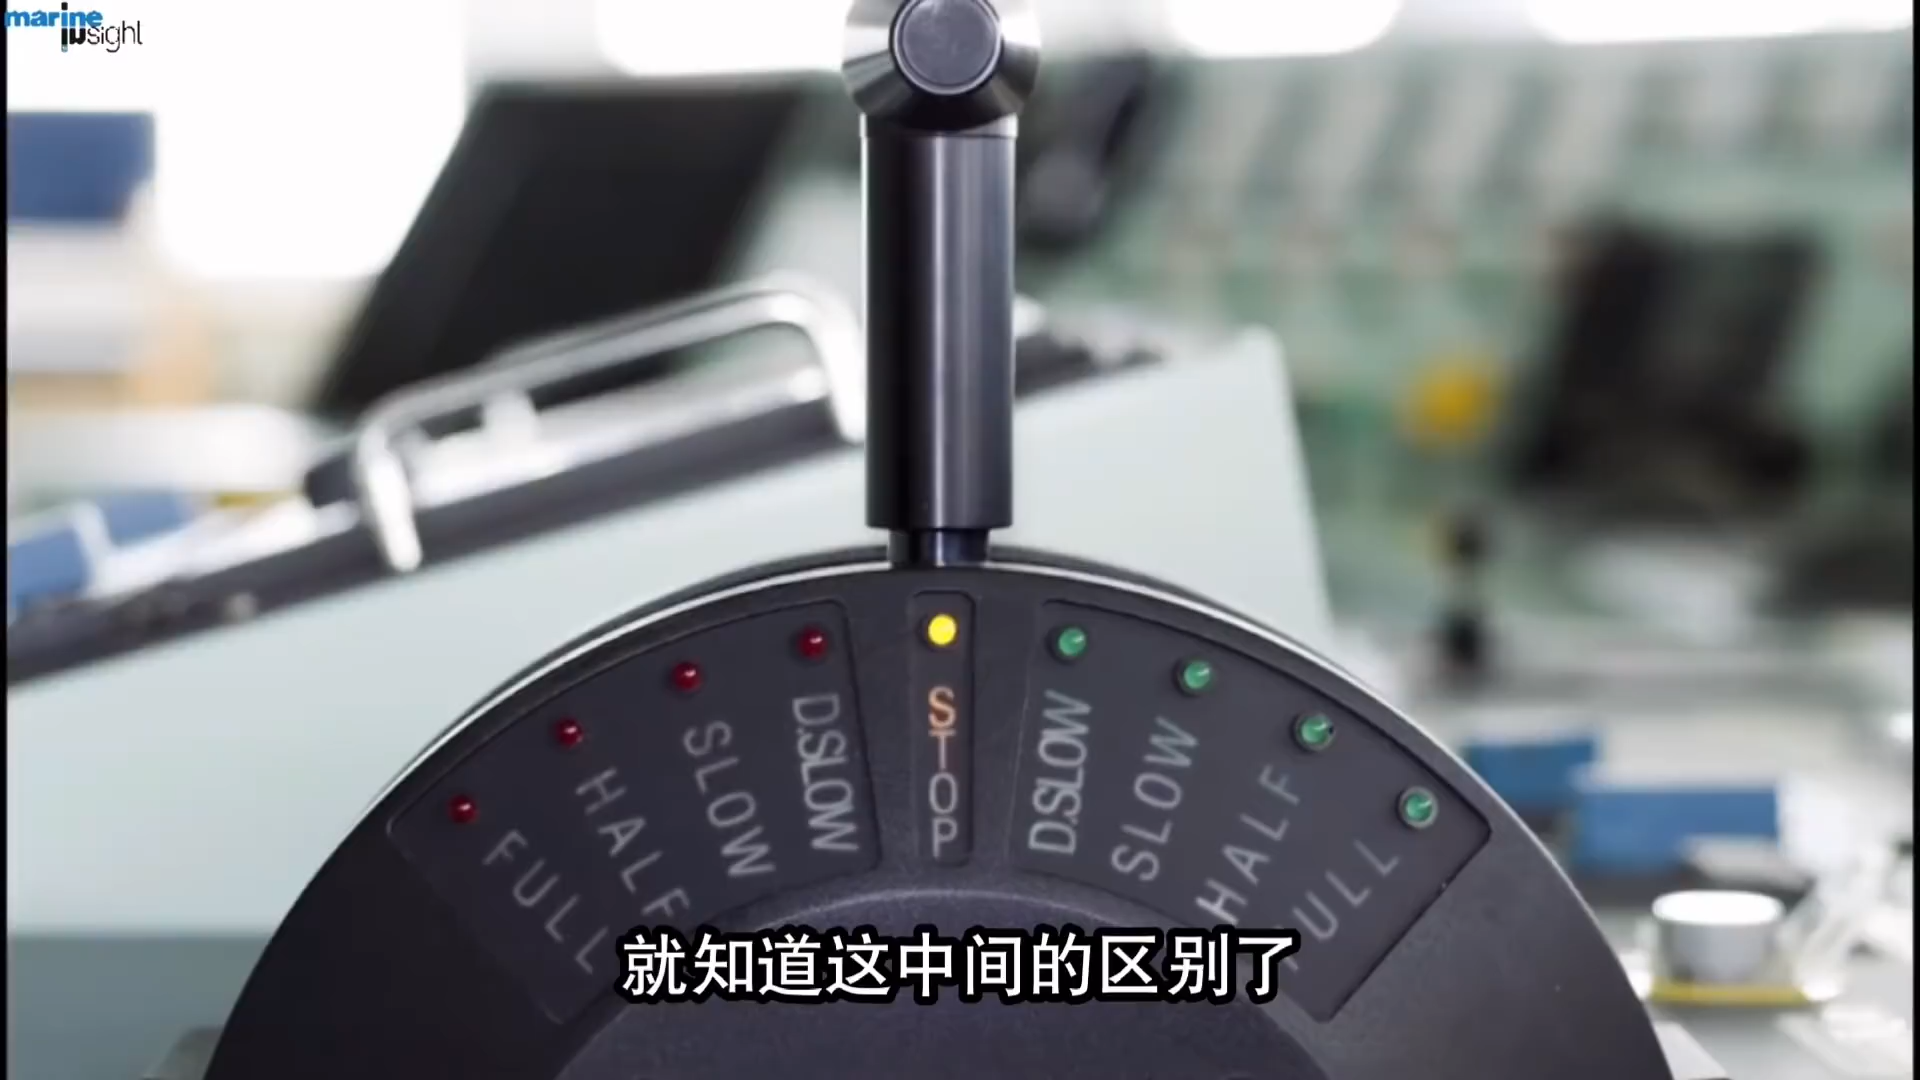 marine
insight
FULL
HALF
SLOW
D.SLOW
STOP
D.SLOW
SLOW
HALF
FULL
就知道这中间的区别了